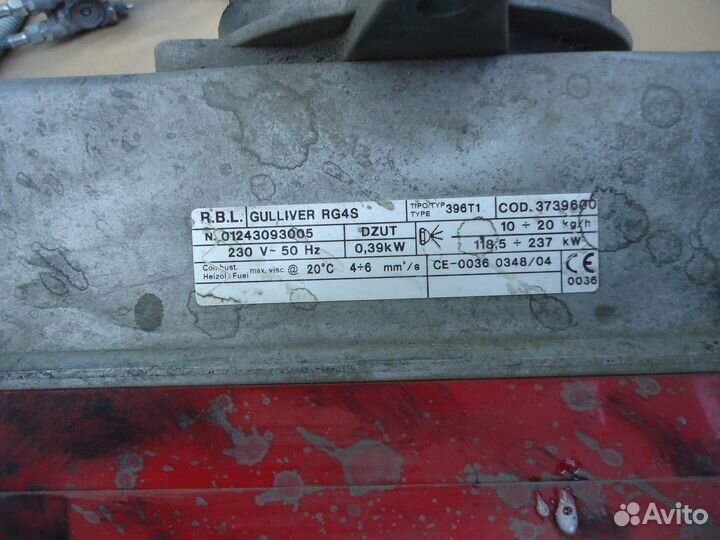 R.B.L. GULLIVER RG4S TIPO/TYP TYPE 396T1 COD. 3739600
N. 01243093005 DZUT 10 ÷ 20 kg/h
230 V~ 50 Hz 0,39kW 118,5 ÷ 237 kW
Combust. Heizöl / Fuel max, visc @ 20°C 4÷6 mm²/s CE-0036 0348/04 CE
0036
Avito